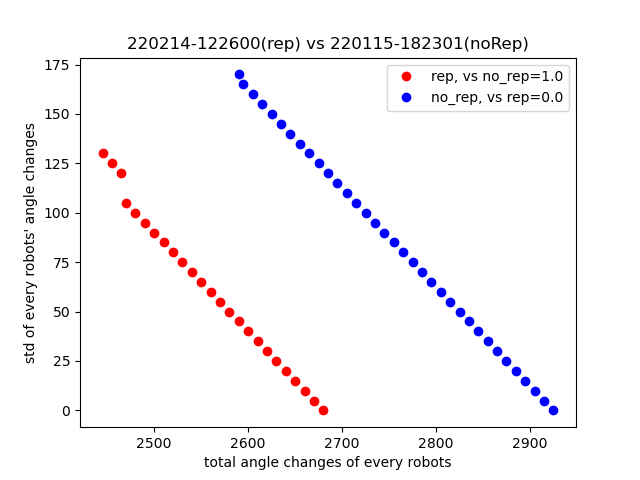 220214-122600(rep) vs 220115-182301(noRep)
rep, vs no_rep=1.0
no_rep, vs rep=0.0
std of every robots' angle changes
175
150
125
100
75
50
25
0
2500 2600 2700 2800 2900
total angle changes of every robots